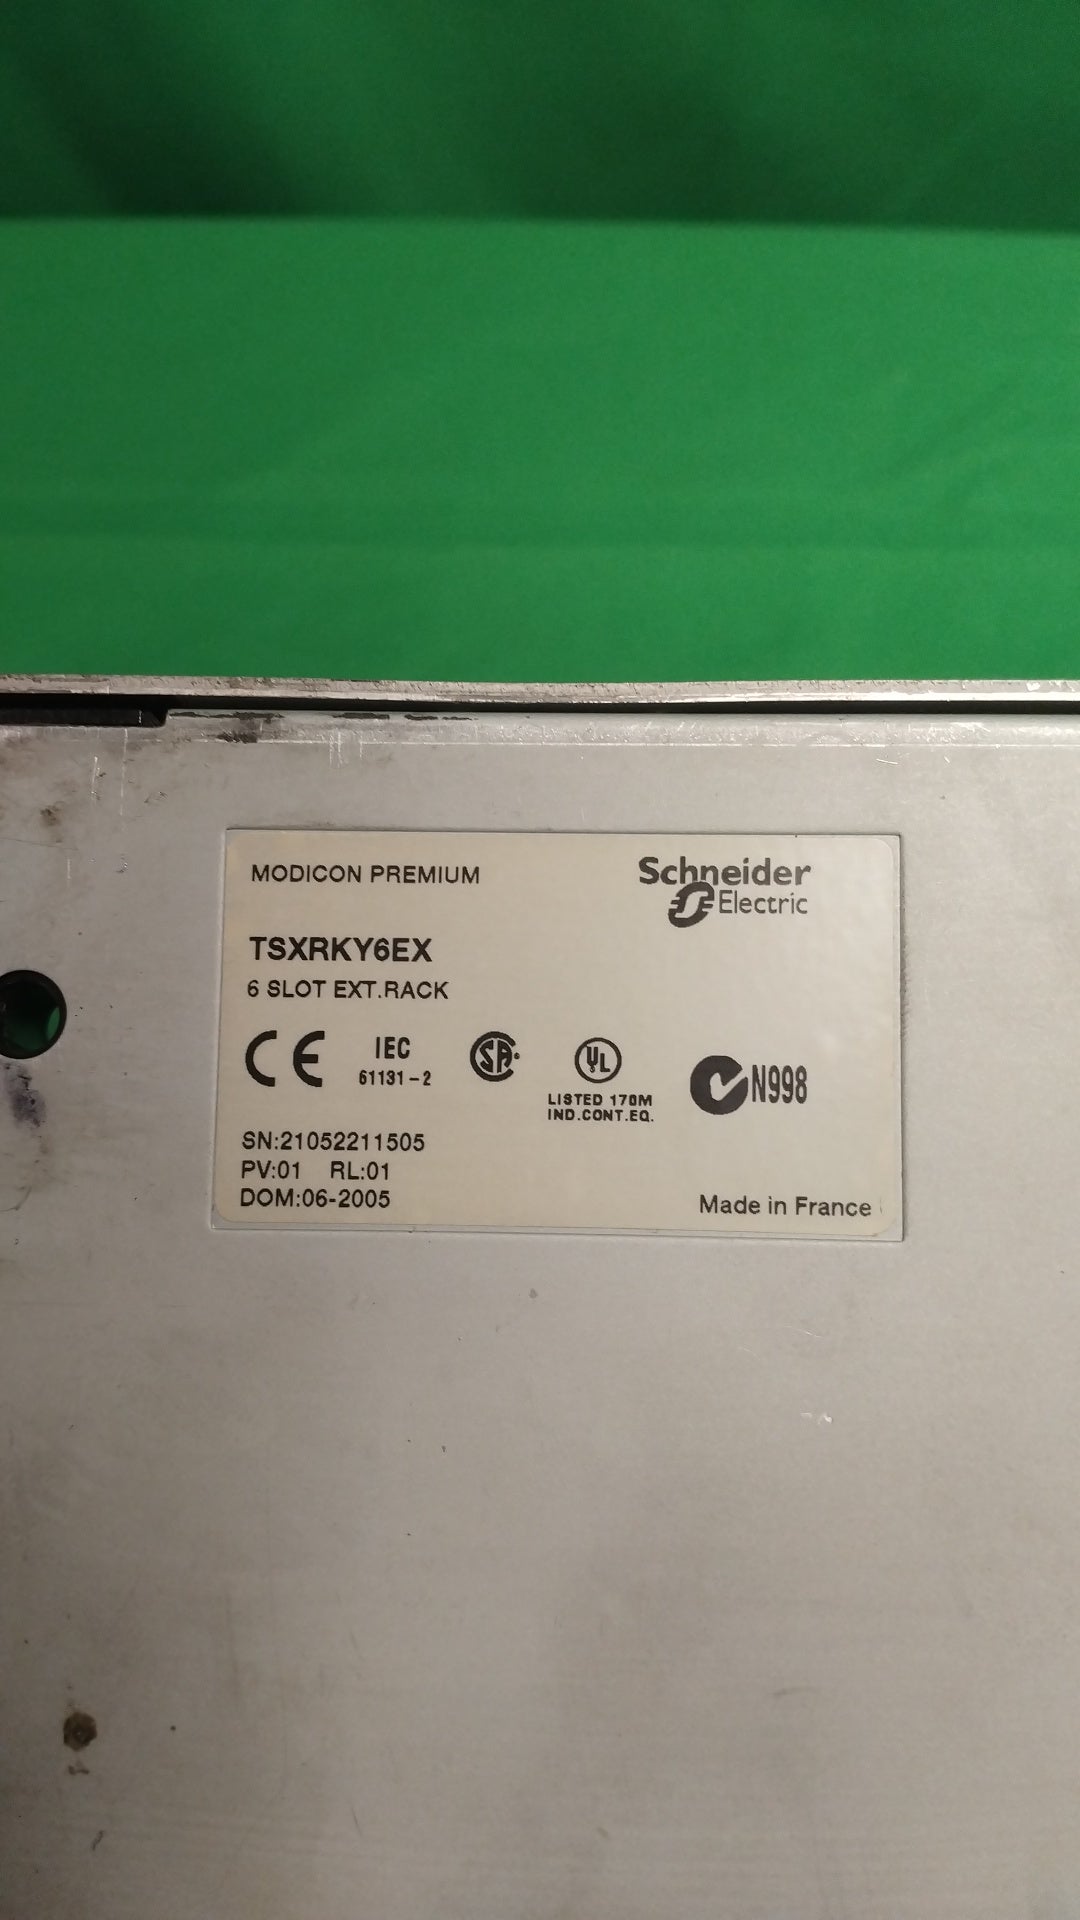 MODICON PREMIUM
Schneider
Electric
TSXRKY6EX
6 SLOT EXT.RACK
CE
IEC
61131-2
SA
UL
LISTED 170M
IND.CONT.EQ.
N998
SN:21052211505
PV:01 RL:01
DOM:06-2005
Made in France